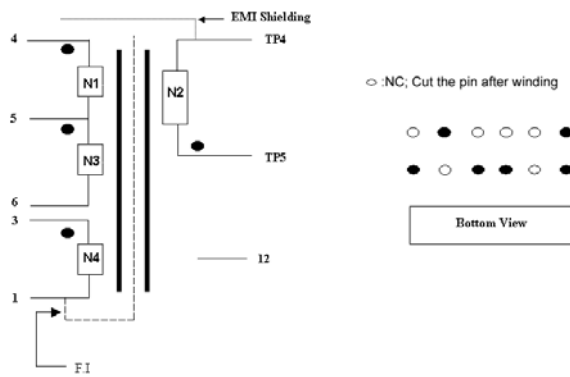 EMI Shielding
4
TP4
N1
N2
:NC; Cut the pin after winding
5
N3
TP5
6
3
Bottom View
N4
12
1
F.I